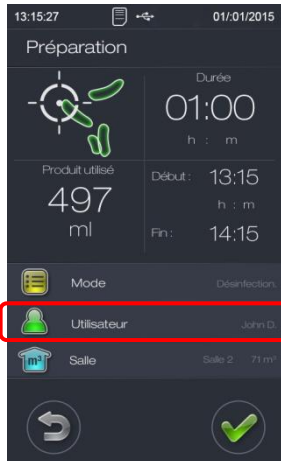 13:15:27 01/:01/2015
Préparation
Durée
01:00
h : m
Produit utilisé
497
ml
Début : 13:15
h : m
Fin : 14:15
Mode Désinfection.
Utilisateur John D.
m³ Salle Salle 2 71 m³